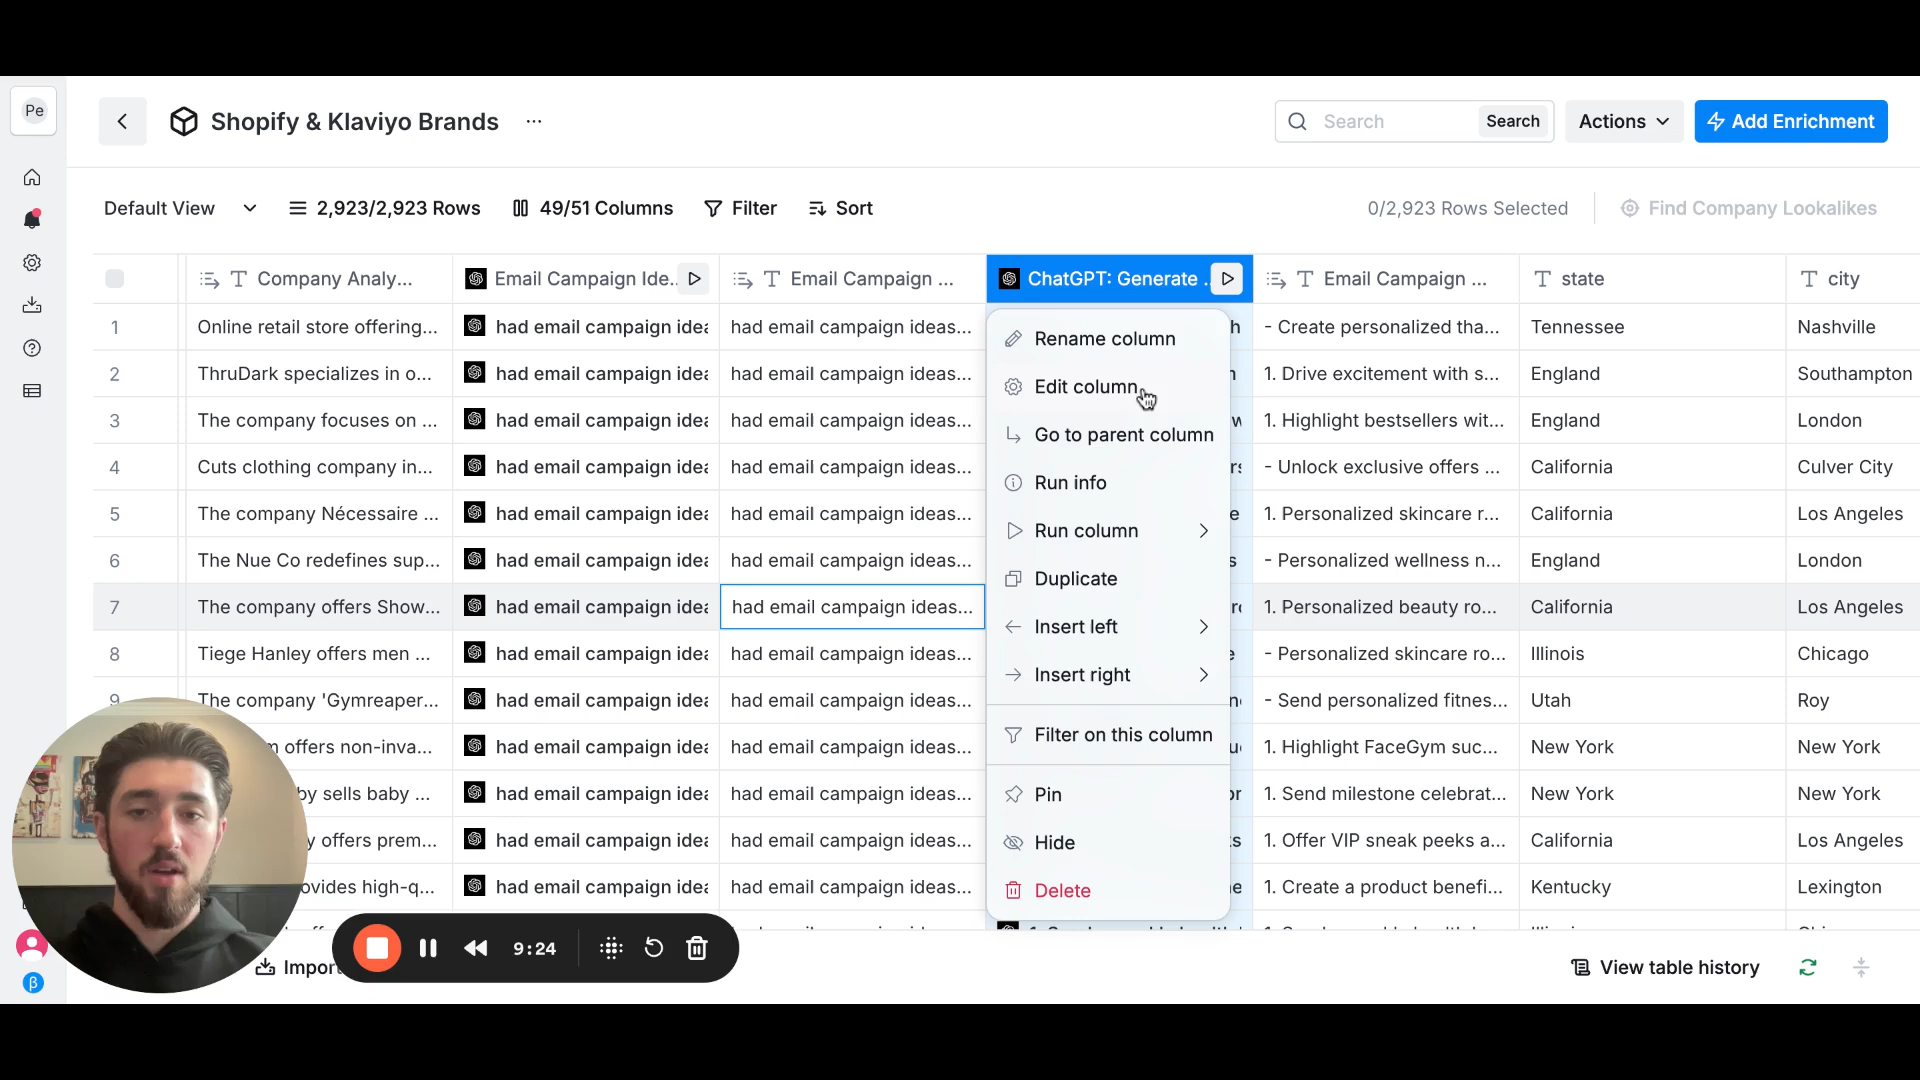 Pe
Shopify & Klaviyo Brands
Search
Search
Actions
Add Enrichment
Default View
2,923/2,923 Rows
49/51 Columns
Filter
Sort
0/2,923 Rows Selected
Find Company Lookalikes
Company Analy...
Email Campaign Ide..
Email Campaign ...
ChatGPT: Generate ..
Email Campaign ...
state
city
1 Online retail store offering... had email campaign idea had email campaign ideas... - Create personalized tha... Tennessee Nashville
2 ThruDark specializes in o... had email campaign idea had email campaign ideas... 1. Drive excitement with s... England Southampton
3 The company focuses on ... had email campaign idea had email campaign ideas... 1. Highlight bestsellers wit... England London
4 Cuts clothing company in... had email campaign idea had email campaign ideas... - Unlock exclusive offers ... California Culver City
5 The company Nécessaire ... had email campaign idea had email campaign ideas... 1. Personalized skincare r... California Los Angeles
6 The Nue Co redefines sup... had email campaign idea had email campaign ideas... - Personalized wellness n... England London
7 The company offers Show... had email campaign idea had email campaign ideas... 1. Personalized beauty ro... California Los Angeles
8 Tiege Hanley offers men ... had email campaign idea had email campaign ideas... - Personalized skincare ro... Illinois Chicago
9 The company 'Gymreaper... had email campaign idea had email campaign ideas... - Send personalized fitnes... Utah Roy
offers non-inva... had email campaign idea had email campaign ideas... 1. Highlight FaceGym suc... New York New York
by sells baby ... had email campaign idea had email campaign ideas... 1. Send milestone celebrat... New York New York
offers prem... had email campaign idea had email campaign ideas... 1. Offer VIP sneak peeks a... California Los Angeles
ovides high-q... had email campaign idea had email campaign ideas... 1. Create a product benefi... Kentucky Lexington
Rename column
Edit column
Go to parent column
Run info
Run column
Duplicate
Insert left
Insert right
Filter on this column
Pin
Hide
Delete
9:24
Import
View table history
β